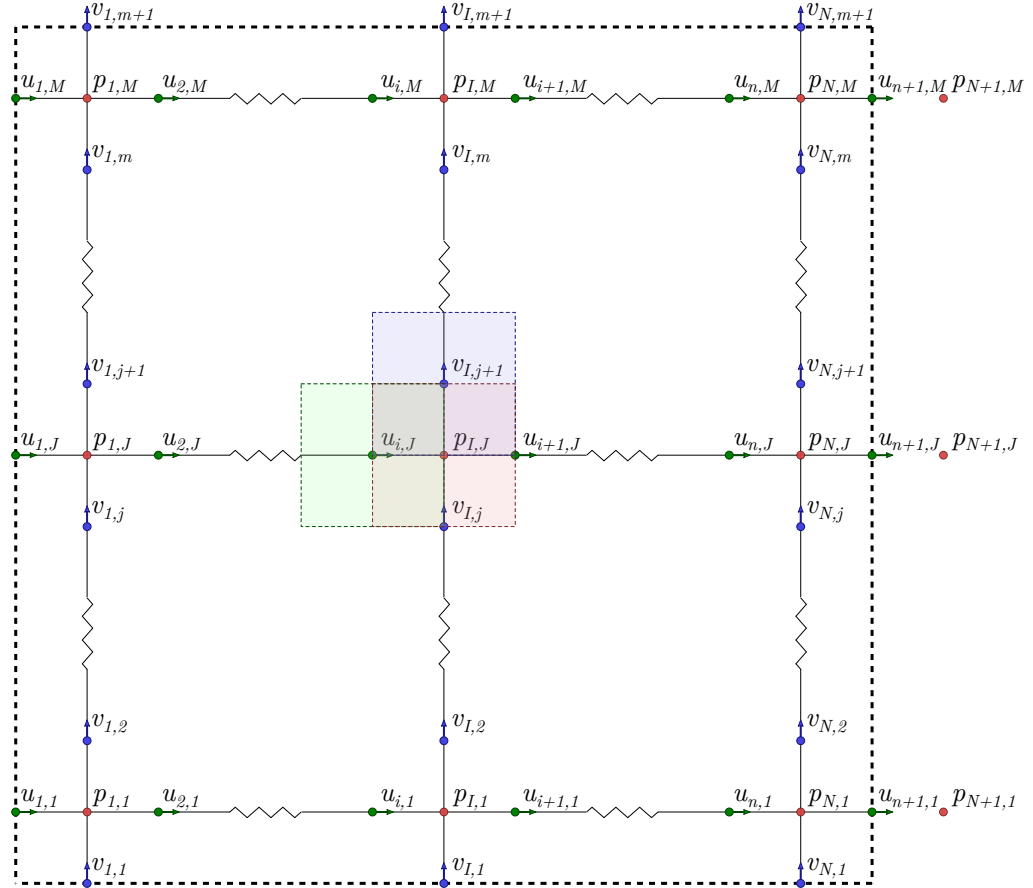 v1,m+1 vI,m+1 vN,m+1
u1,M p1,M u2,M ui,M pI,M ui+1,M un,M pN,M un+1,M pN+1,M
v1,m vI,m vN,m
v1,j+1 vI,j+1 vN,j+1
u1,J p1,J u2,J ui,J pI,J ui+1,J un,J pN,J un+1,J pN+1,J
v1,j vI,j vN,j
v1,2 vI,2 vN,2
u1,1 p1,1 u2,1 ui,1 pI,1 ui+1,1 un,1 pN,1 un+1,1 pN+1,1
v1,1 vI,1 vN,1